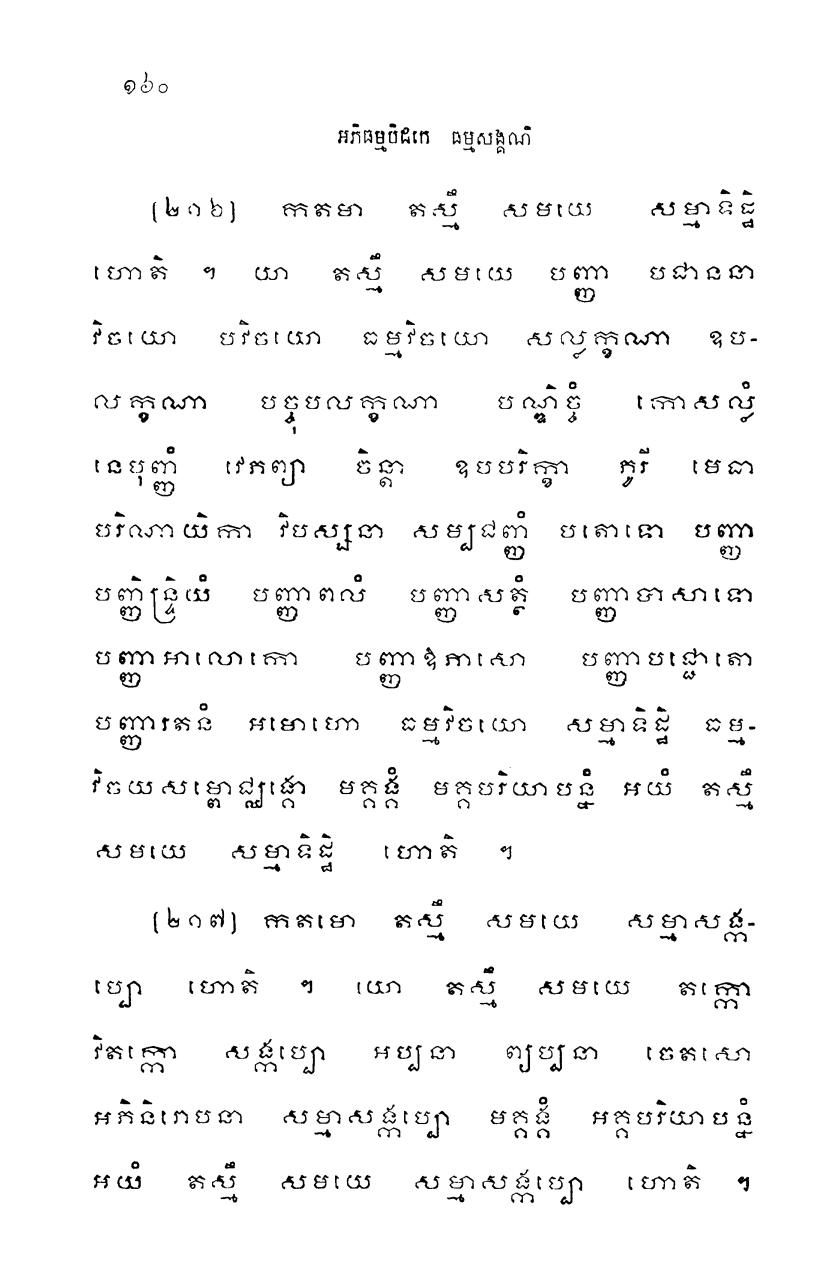 ១៦០
អភិធម្មបិដកេ ធម្មសង្គណី
(២១៦) កតមា តស្មឹ សមយេ សម្មាទិដ្ឋិ
ហោតិ ។ យា តស្មឹ សមយេ បញ្ញា បជាននា
វិចយោ បវិចយោ ធម្មវិចយោ សល្លក្ខណា ឧប-
លក្ខណា បច្ចុបលក្ខណា បណ្ឌិច្ចំ កោសល្លំ
នេបុញ្ញំ វេភព្យា ចិន្តា ឧបបរិក្ខា ភូរី មេធា
បរិណាយិកា វិបស្សនា សម្បជញ្ញំ បតោទោ បញ្ញា
បញ្ញិន្ទ្រិយំ បញ្ញាពលំ បញ្ញាសត្ថំ បញ្ញាបាសាទោ
បញ្ញាអាលោកោ បញ្ញាឱភាសោ បញ្ញាបជ្ជោតោ
បញ្ញារតនំ អមោហោ ធម្មវិចយោ សម្មាទិដ្ឋិ ធម្ម-
វិចយសម្ពោជ្ឈង្គោ មគ្គង្គំ មគ្គបរិយាបន្នំ អយំ តស្មឹ
សមយេ សម្មាទិដ្ឋិ ហោតិ ។
(២១៧) កតមោ តស្មឹ សមយេ សម្មាសង្ក-
ប្បោ ហោតិ ។ យោ តស្មឹ សមយេ តក្កោ
វិតក្កោ សង្កប្បោ អប្បនា ព្យប្បនា ចេតសោ
អភិនិរោបនា សម្មាសង្កប្បោ មគ្គង្គំ មគ្គបរិយាបន្នំ
អយំ តស្មឹ សមយេ សម្មាសង្កប្បោ ហោតិ ។